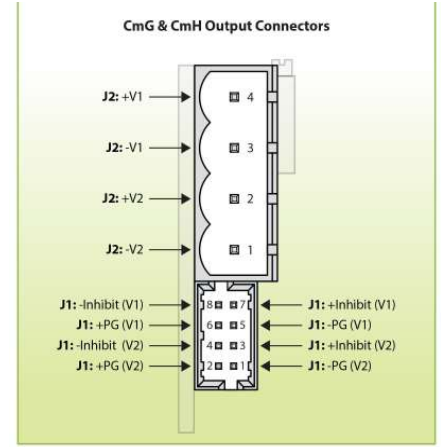 CmG & CmH Output Connectors
J2: +V1
4
J2: -V1
3
J2: +V2
2
J2: -V2
1
J1: -Inhibit (V1) 8 7 J1: +Inhibit (V1)
J1: +PG (V1) 6 5 J1: -PG (V1)
J1: -Inhibit (V2) 4 3 J1: +Inhibit (V2)
J1: +PG (V2) 2 1 J1: -PG (V2)